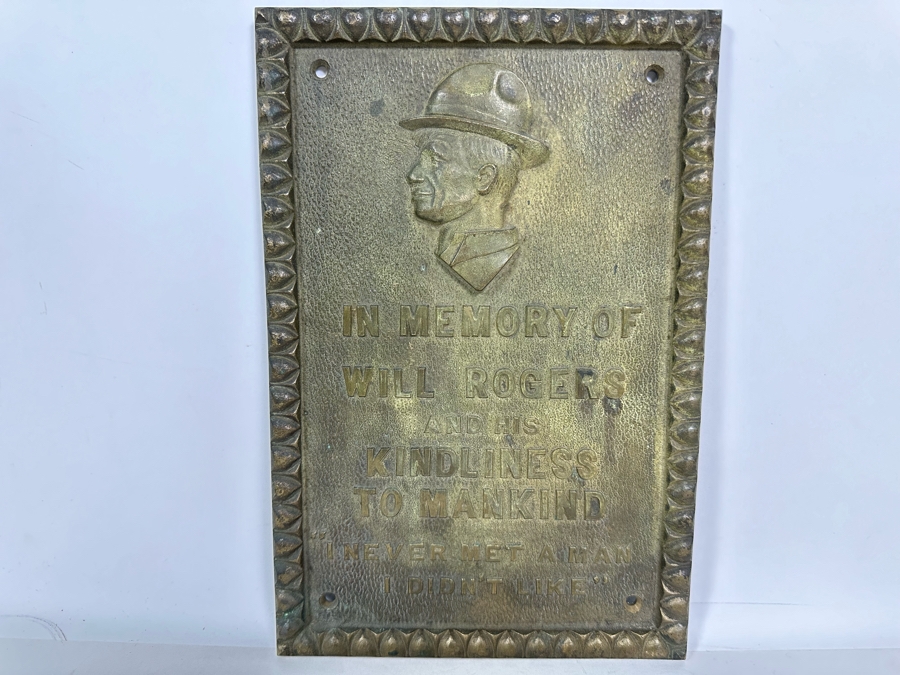 IN MEMORY OF
WILL ROGERS
AND HIS
KINDLINESS
TO MANKIND
"I NEVER MET A MAN
I DIDN'T LIKE"